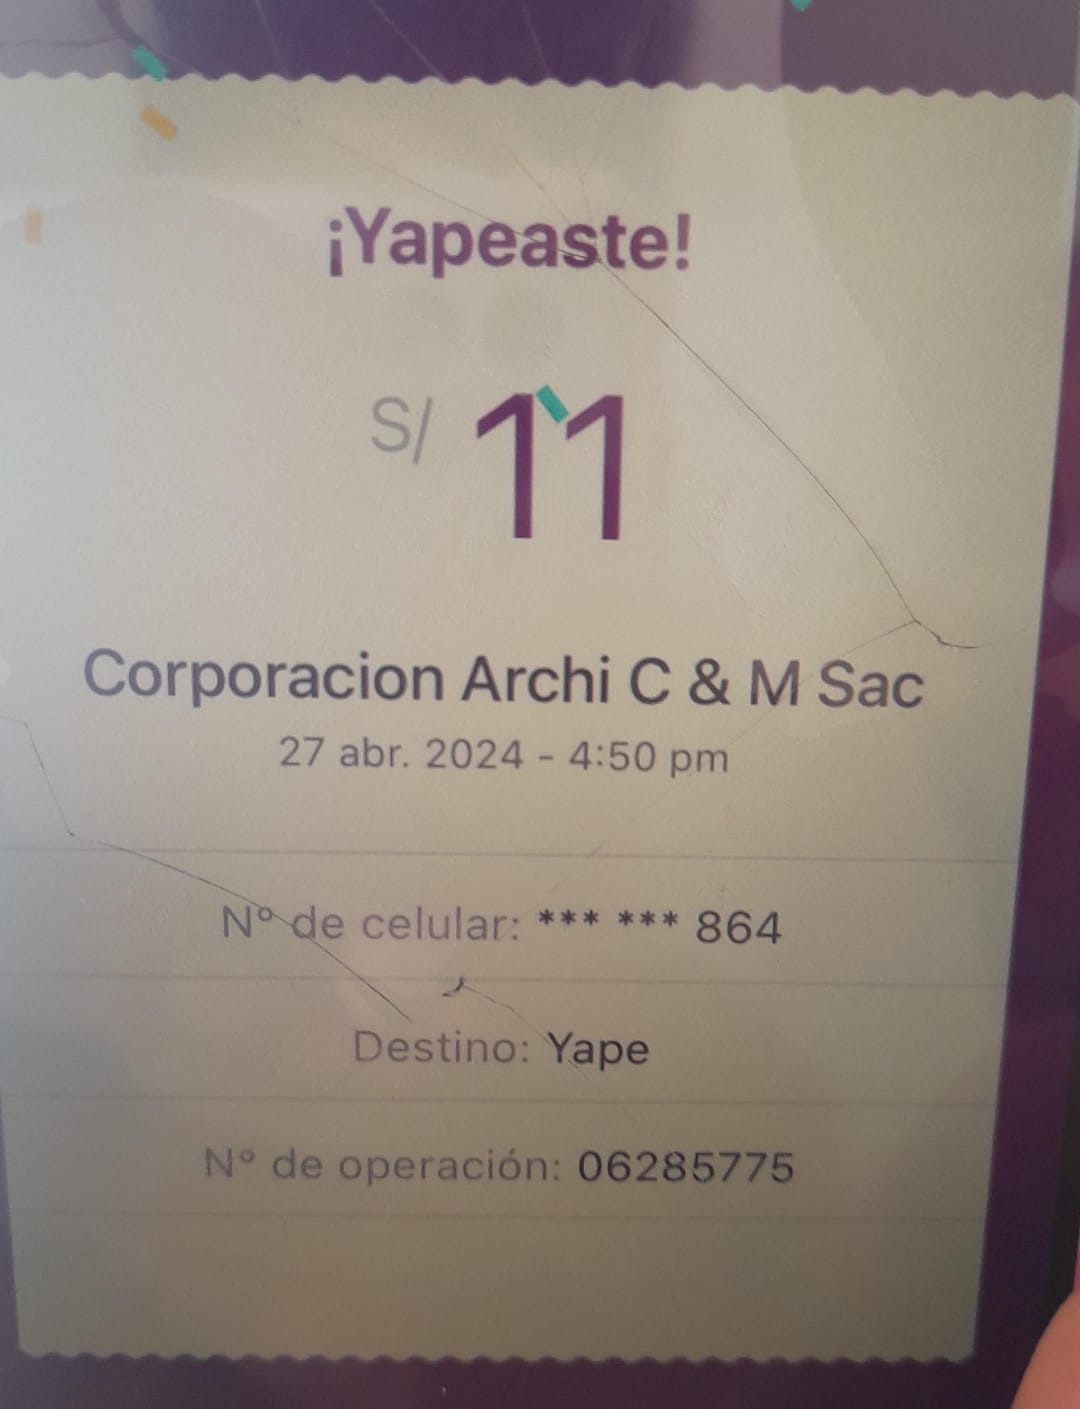 ¡Yapeaste!
S/ 11
Corporacion Archi C & M Sac
27 abr. 2024 - 4:50 pm
N° de celular: *** *** 864
Destino: Yape
N° de operación: 06285775